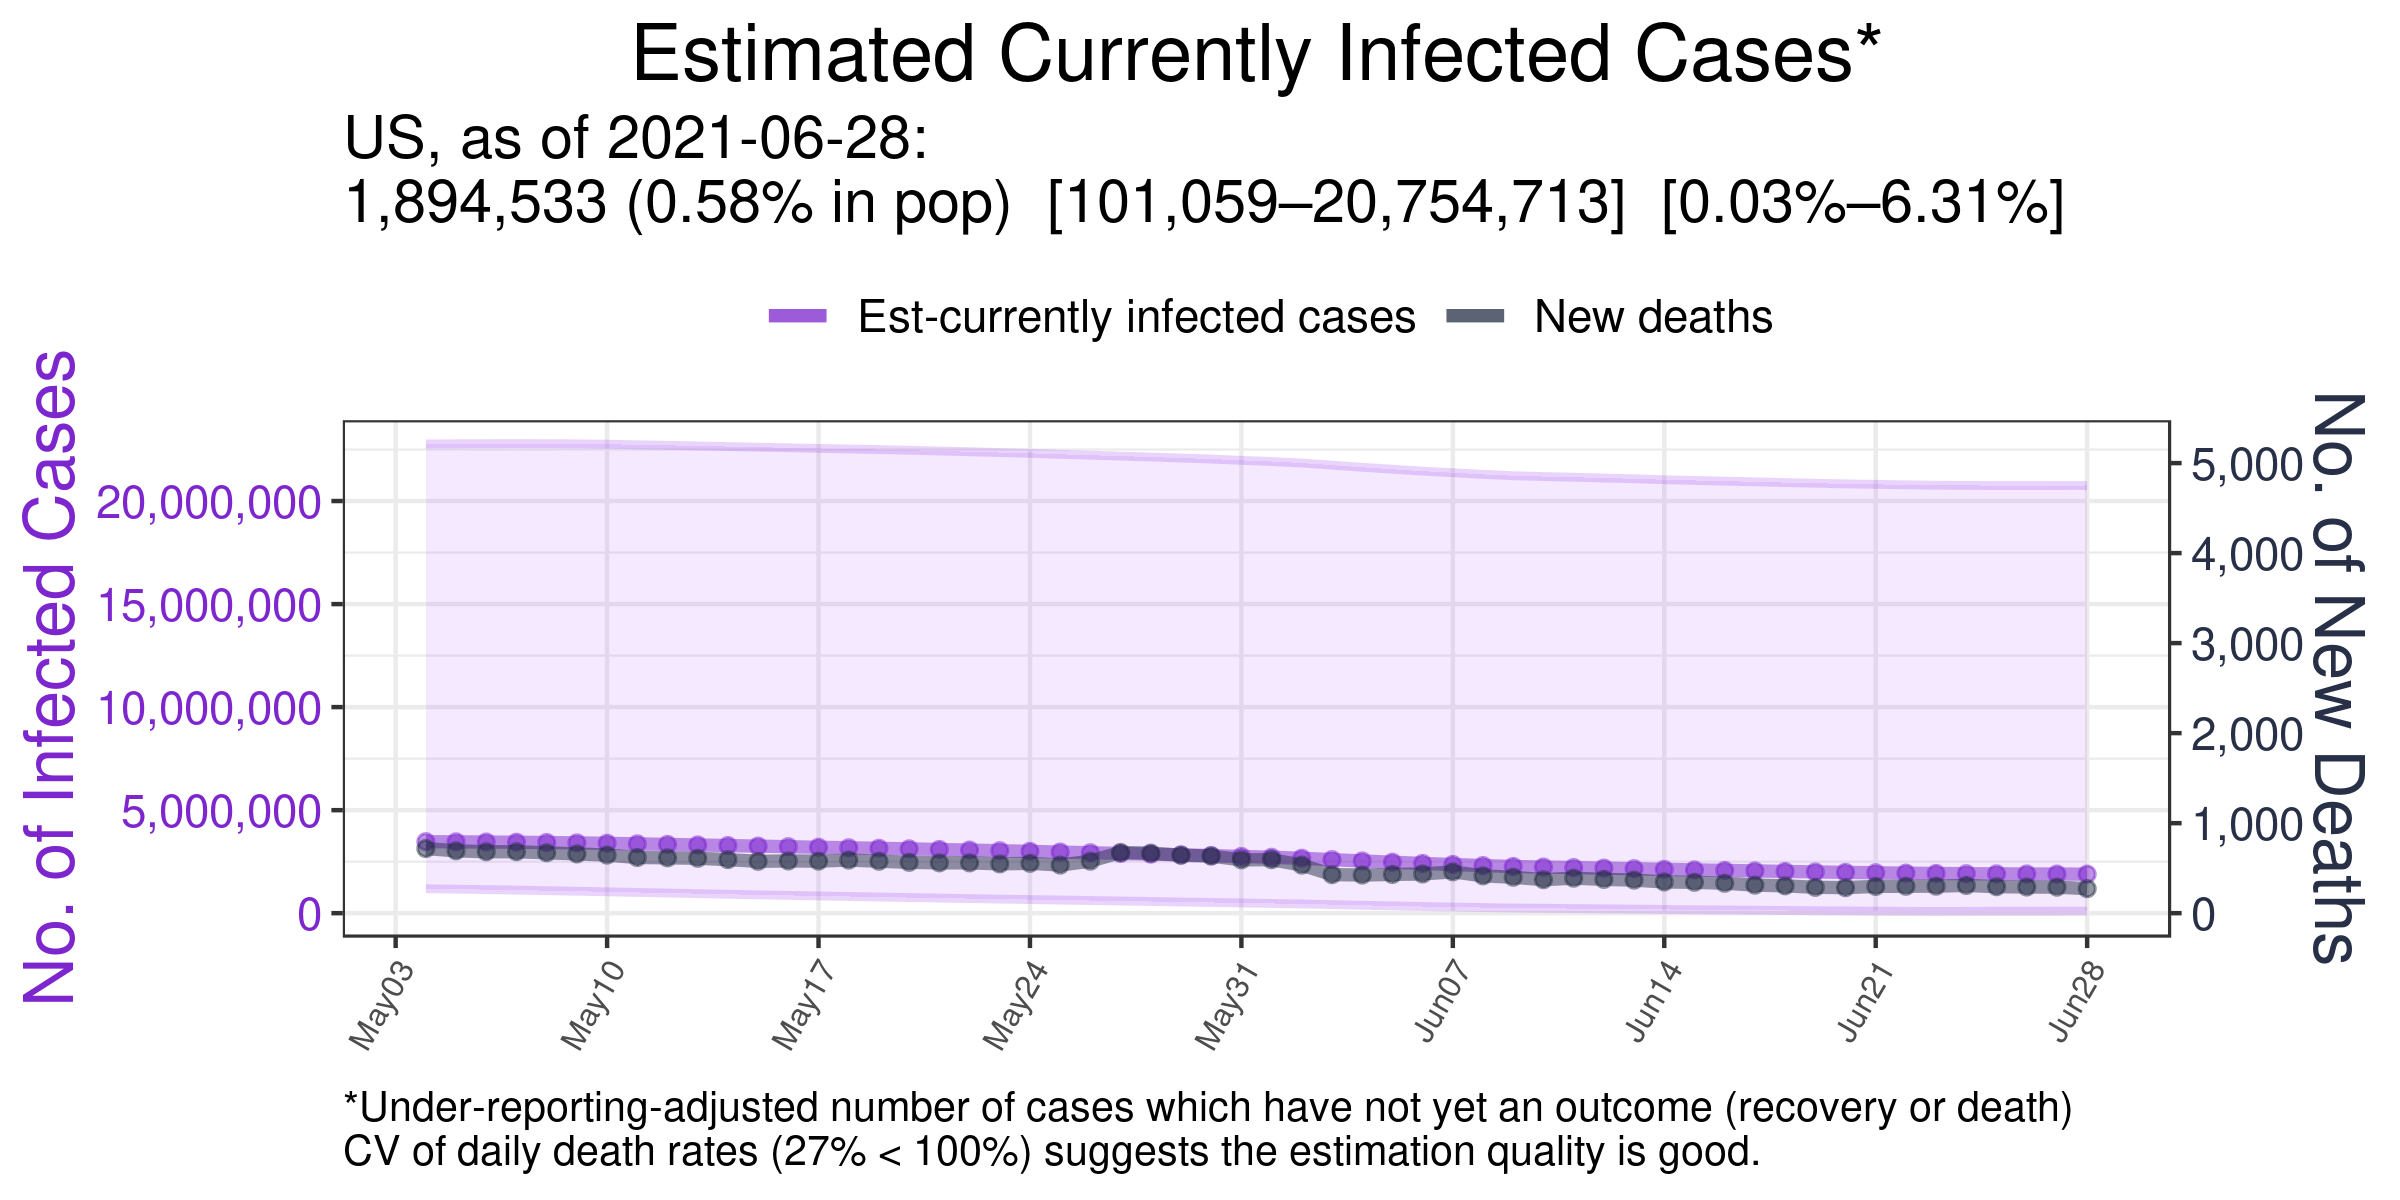 Estimated Currently Infected Cases*
US, as of 2021-06-28:
1,894,533 (0.58% in pop)  [101,059–20,754,713]  [0.03%–6.31%]
Est-currently infected cases
New deaths
No. of Infected Cases
20,000,000
15,000,000
10,000,000
5,000,000
0
5,000
4,000
3,000
2,000
1,000
0
No. of New Deaths
May03
May10
May17
May24
May31
Jun07
Jun14
Jun21
Jun28
*Under-reporting-adjusted number of cases which have not yet an outcome (recovery or death)
CV of daily death rates (27% < 100%) suggests the estimation quality is good.